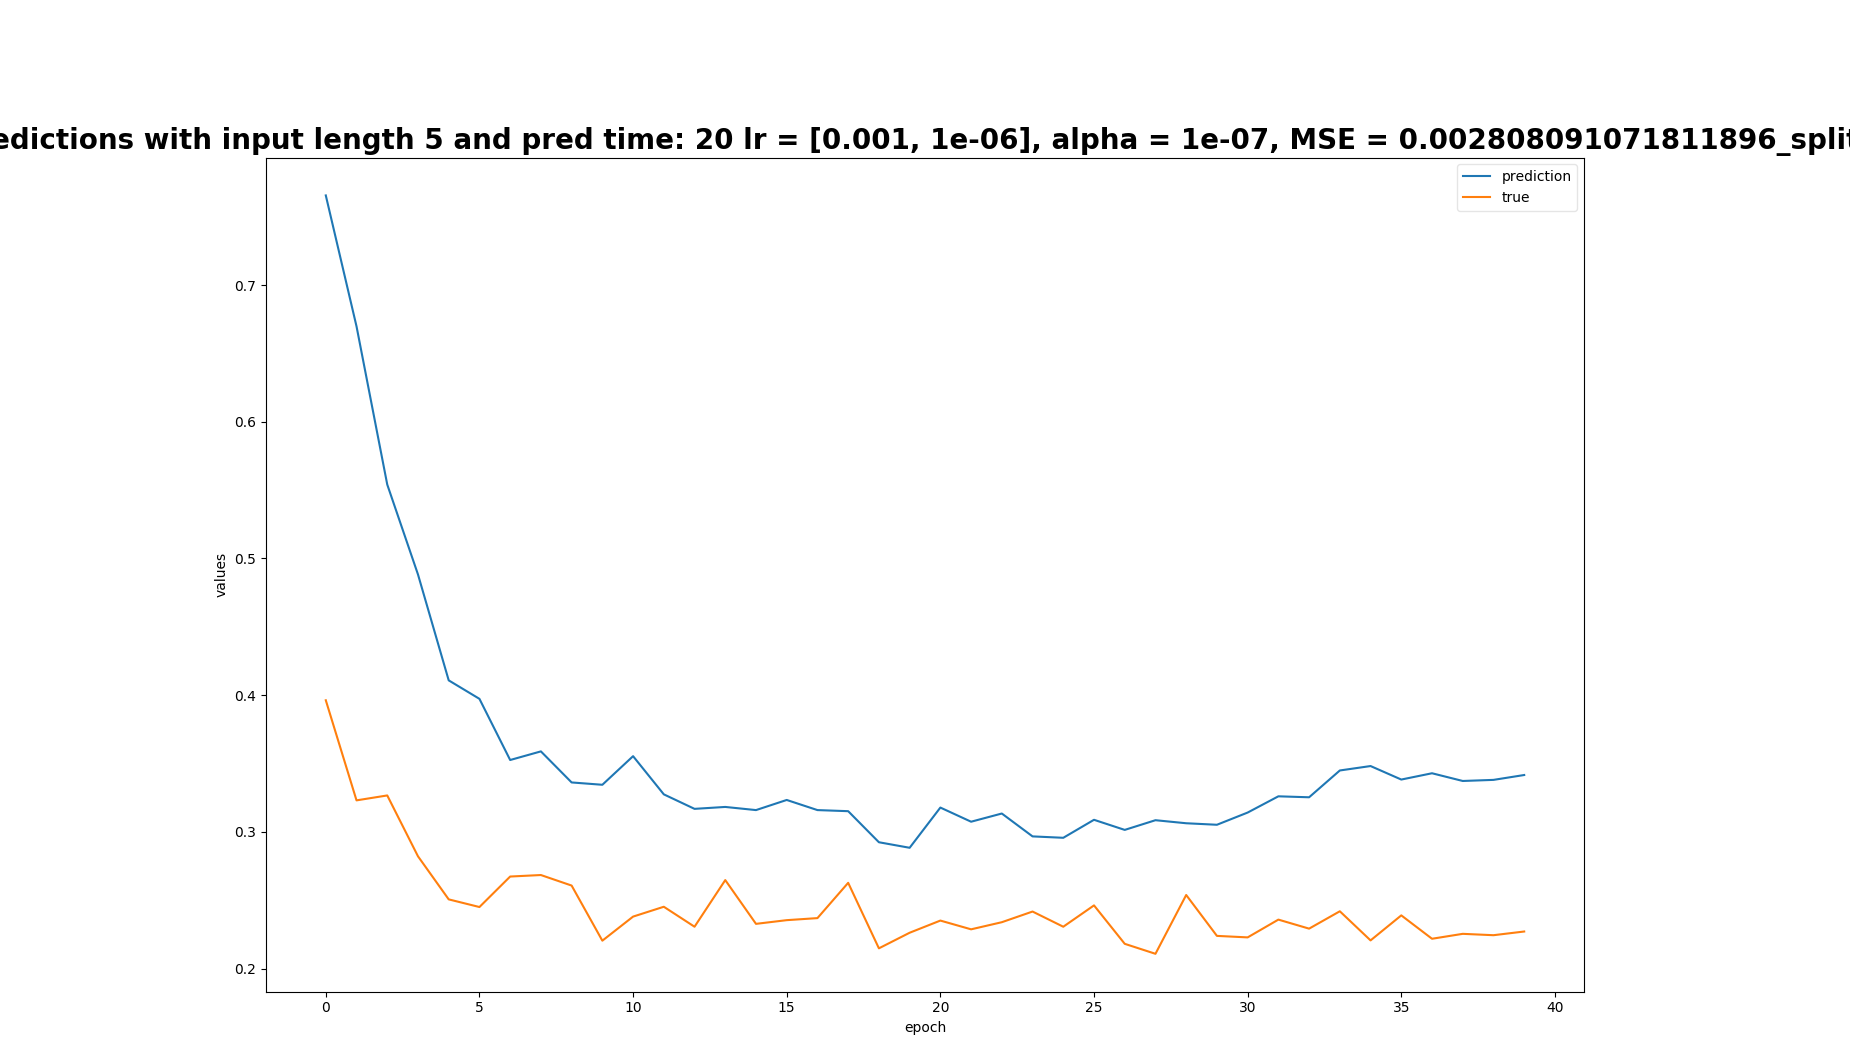 edictions with input length 5 and pred time: 20 lr = [0.001, 1e-06], alpha = 1e-07, MSE = 0.002808091071811896_split
prediction
true
0.7
0.6
0.5
0.4
0.3
0.2
values
0 5 10 15 20 25 30 35 40
epoch